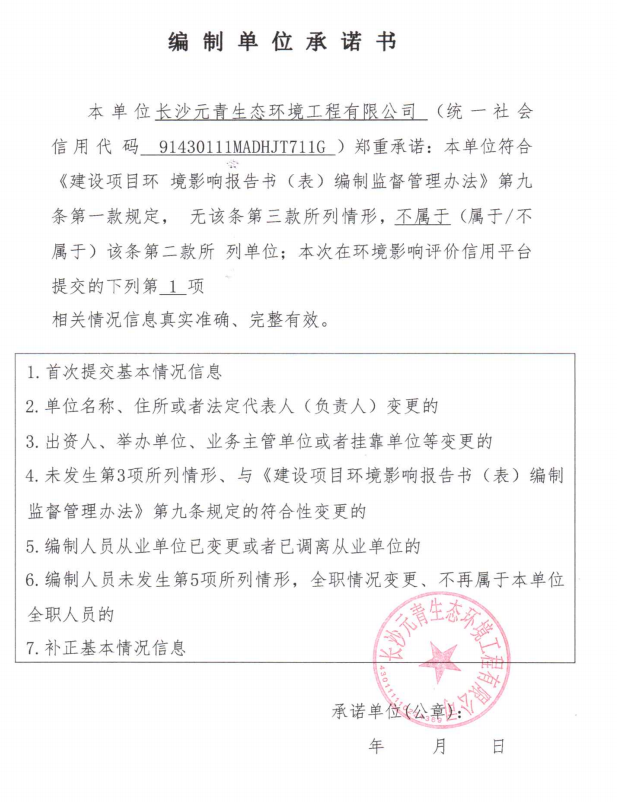 编制单位承诺书
本单位长沙元青生态环境工程有限公司（统一社会
信用代码 91430111MADHJT711G ）郑重承诺：本单位符合
《建设项目环 境影响报告书（表）编制监督管理办法》第九
条第一款规定， 无该条第三款所列情形，不属于（属于/不
属于）该条第二款所 列单位；本次在环境影响评价信用平台
提交的下列第 1 项
相关情况信息真实准确、完整有效。
1.首次提交基本情况信息
2.单位名称、住所或者法定代表人（负责人）变更的
3.出资人、举办单位、业务主管单位或者挂靠单位等变更的
4.未发生第3项所列情形、与《建设项目环境影响报告书（表）编制
监督管理办法》第九条规定的符合性变更的
5.编制人员从业单位已变更或者已调离从业单位的
6.编制人员未发生第5项所列情形，全职情况变更、不再属于本单位
全职人员的
7.补正基本情况信息
长沙元青生态环境工程有限公司
承诺单位(公章)：
年 月 日